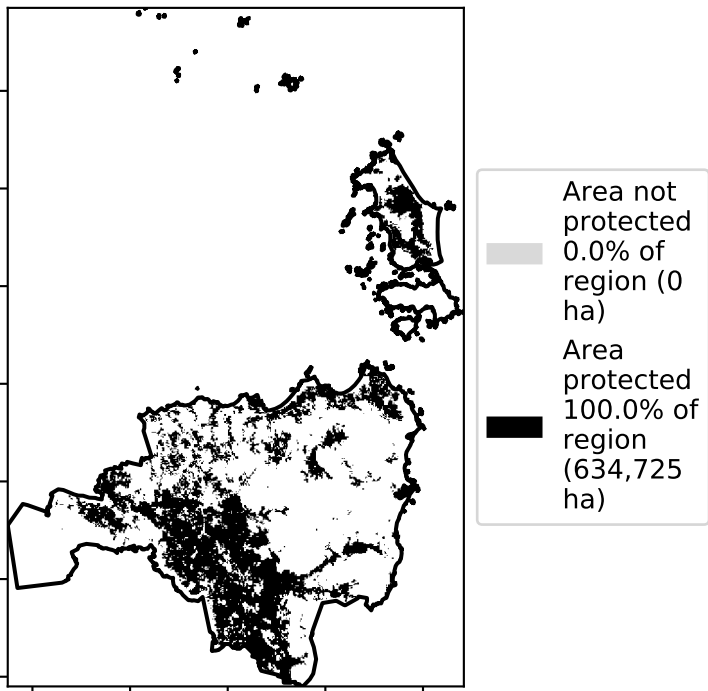 Area not
protected
0.0% of
region (0
ha)
Area
protected
100.0% of
region
(634,725
ha)